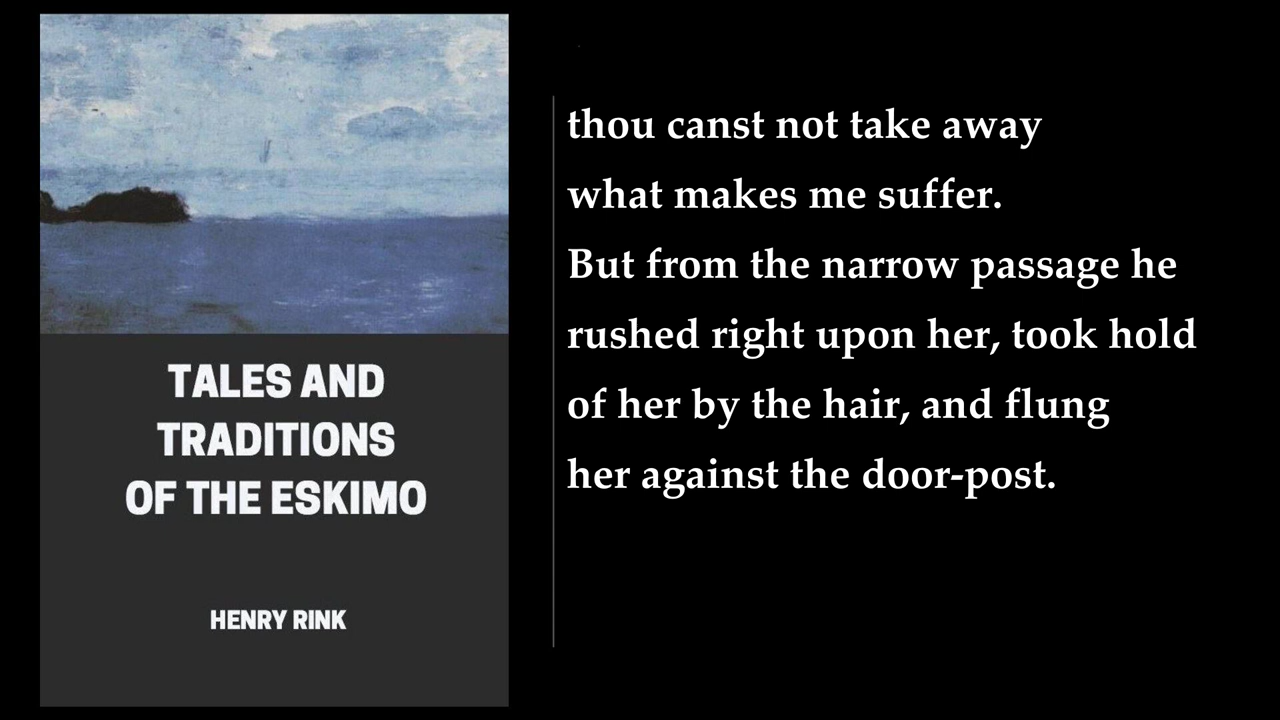 TALES AND
TRADITIONS
OF THE ESKIMO
HENRY RINK
thou canst not take away
what makes me suffer.
But from the narrow passage he
rushed right upon her, took hold
of her by the hair, and flung
her against the door-post.